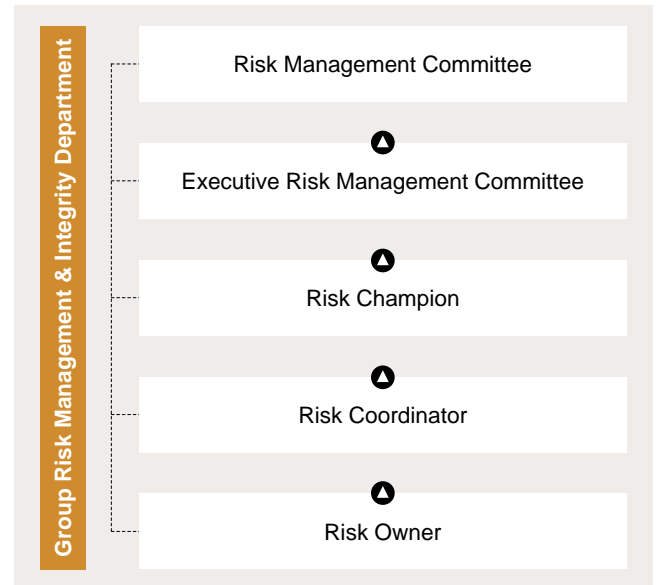 Group Risk Management & Integrity Department
Risk Management Committee
Executive Risk Management Committee
Risk Champion
Risk Coordinator
Risk Owner